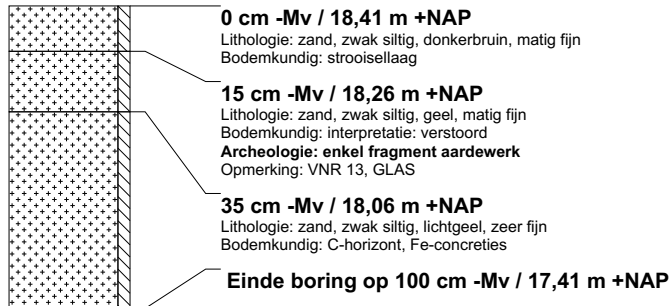 0 cm -Mv / 18,41 m +NAP
Lithologie: zand, zwak siltig, donkerbruin, matig fijn
Bodemkundig: strooisellaag
15 cm -Mv / 18,26 m +NAP
Lithologie: zand, zwak siltig, geel, matig fijn
Bodemkundig: interpretatie: verstoord
Archeologie: enkel fragment aardewerk
Opmerking: VNR 13, GLAS
35 cm -Mv / 18,06 m +NAP
Lithologie: zand, zwak siltig, lichtgeel, zeer fijn
Bodemkundig: C-horizont, Fe-concreties
Einde boring op 100 cm -Mv / 17,41 m +NAP